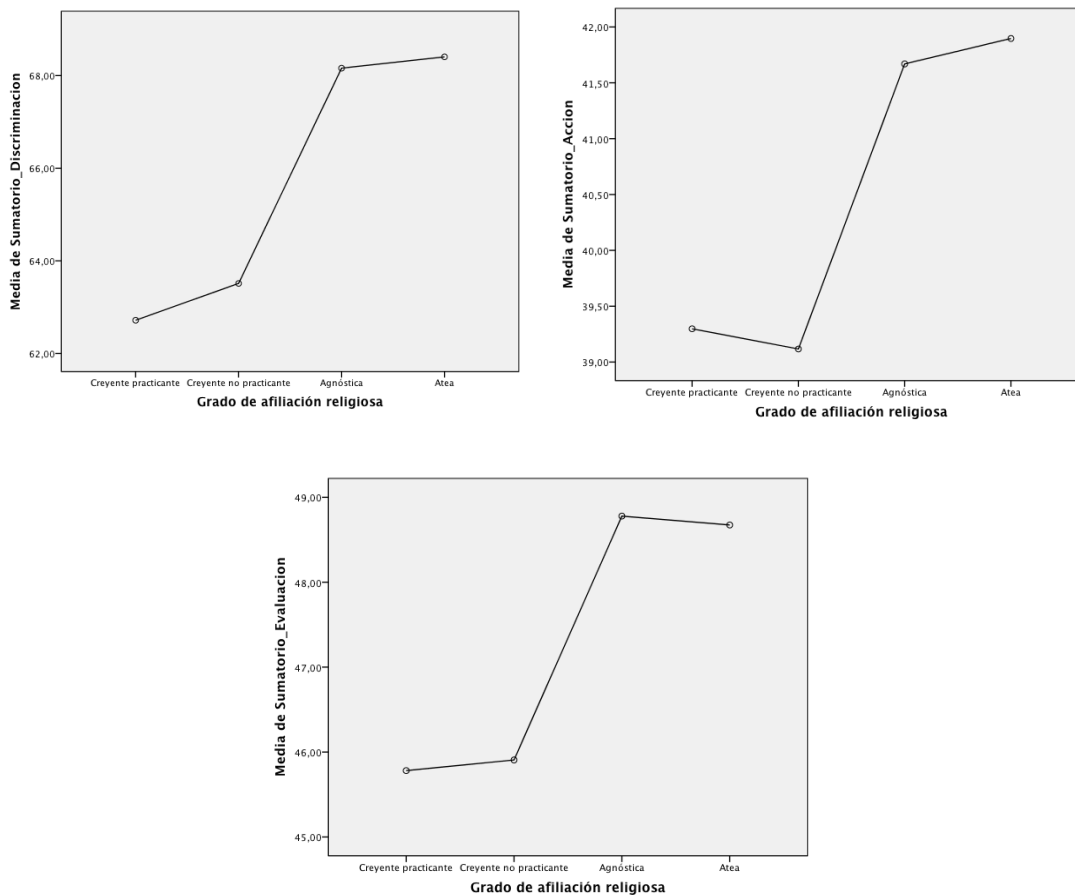 Media de Sumatorio_Discriminacion
68,00
66,00
64,00
62,00
Creyente practicante
Creyente no practicante
Agnóstica
Atea
Grado de afiliación religiosa
Media de Sumatorio_Accion
42,00
41,50
41,00
40,50
40,00
39,50
39,00
Creyente practicante
Creyente no practicante
Agnóstica
Atea
Grado de afiliación religiosa
Media de Sumatorio_Evaluacion
49,00
48,00
47,00
46,00
45,00
Creyente practicante
Creyente no practicante
Agnóstica
Atea
Grado de afiliación religiosa